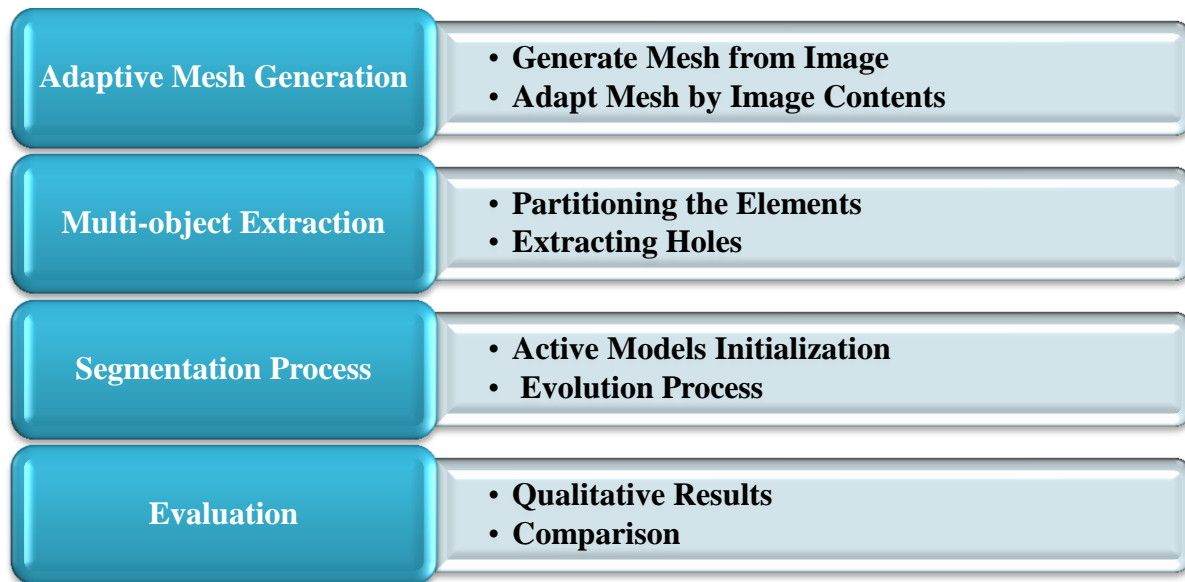 Adaptive Mesh Generation
• Generate Mesh from Image
• Adapt Mesh by Image Contents
Multi-object Extraction
• Partitioning the Elements
• Extracting Holes
Segmentation Process
• Active Models Initialization
• Evolution Process
Evaluation
• Qualitative Results
• Comparison